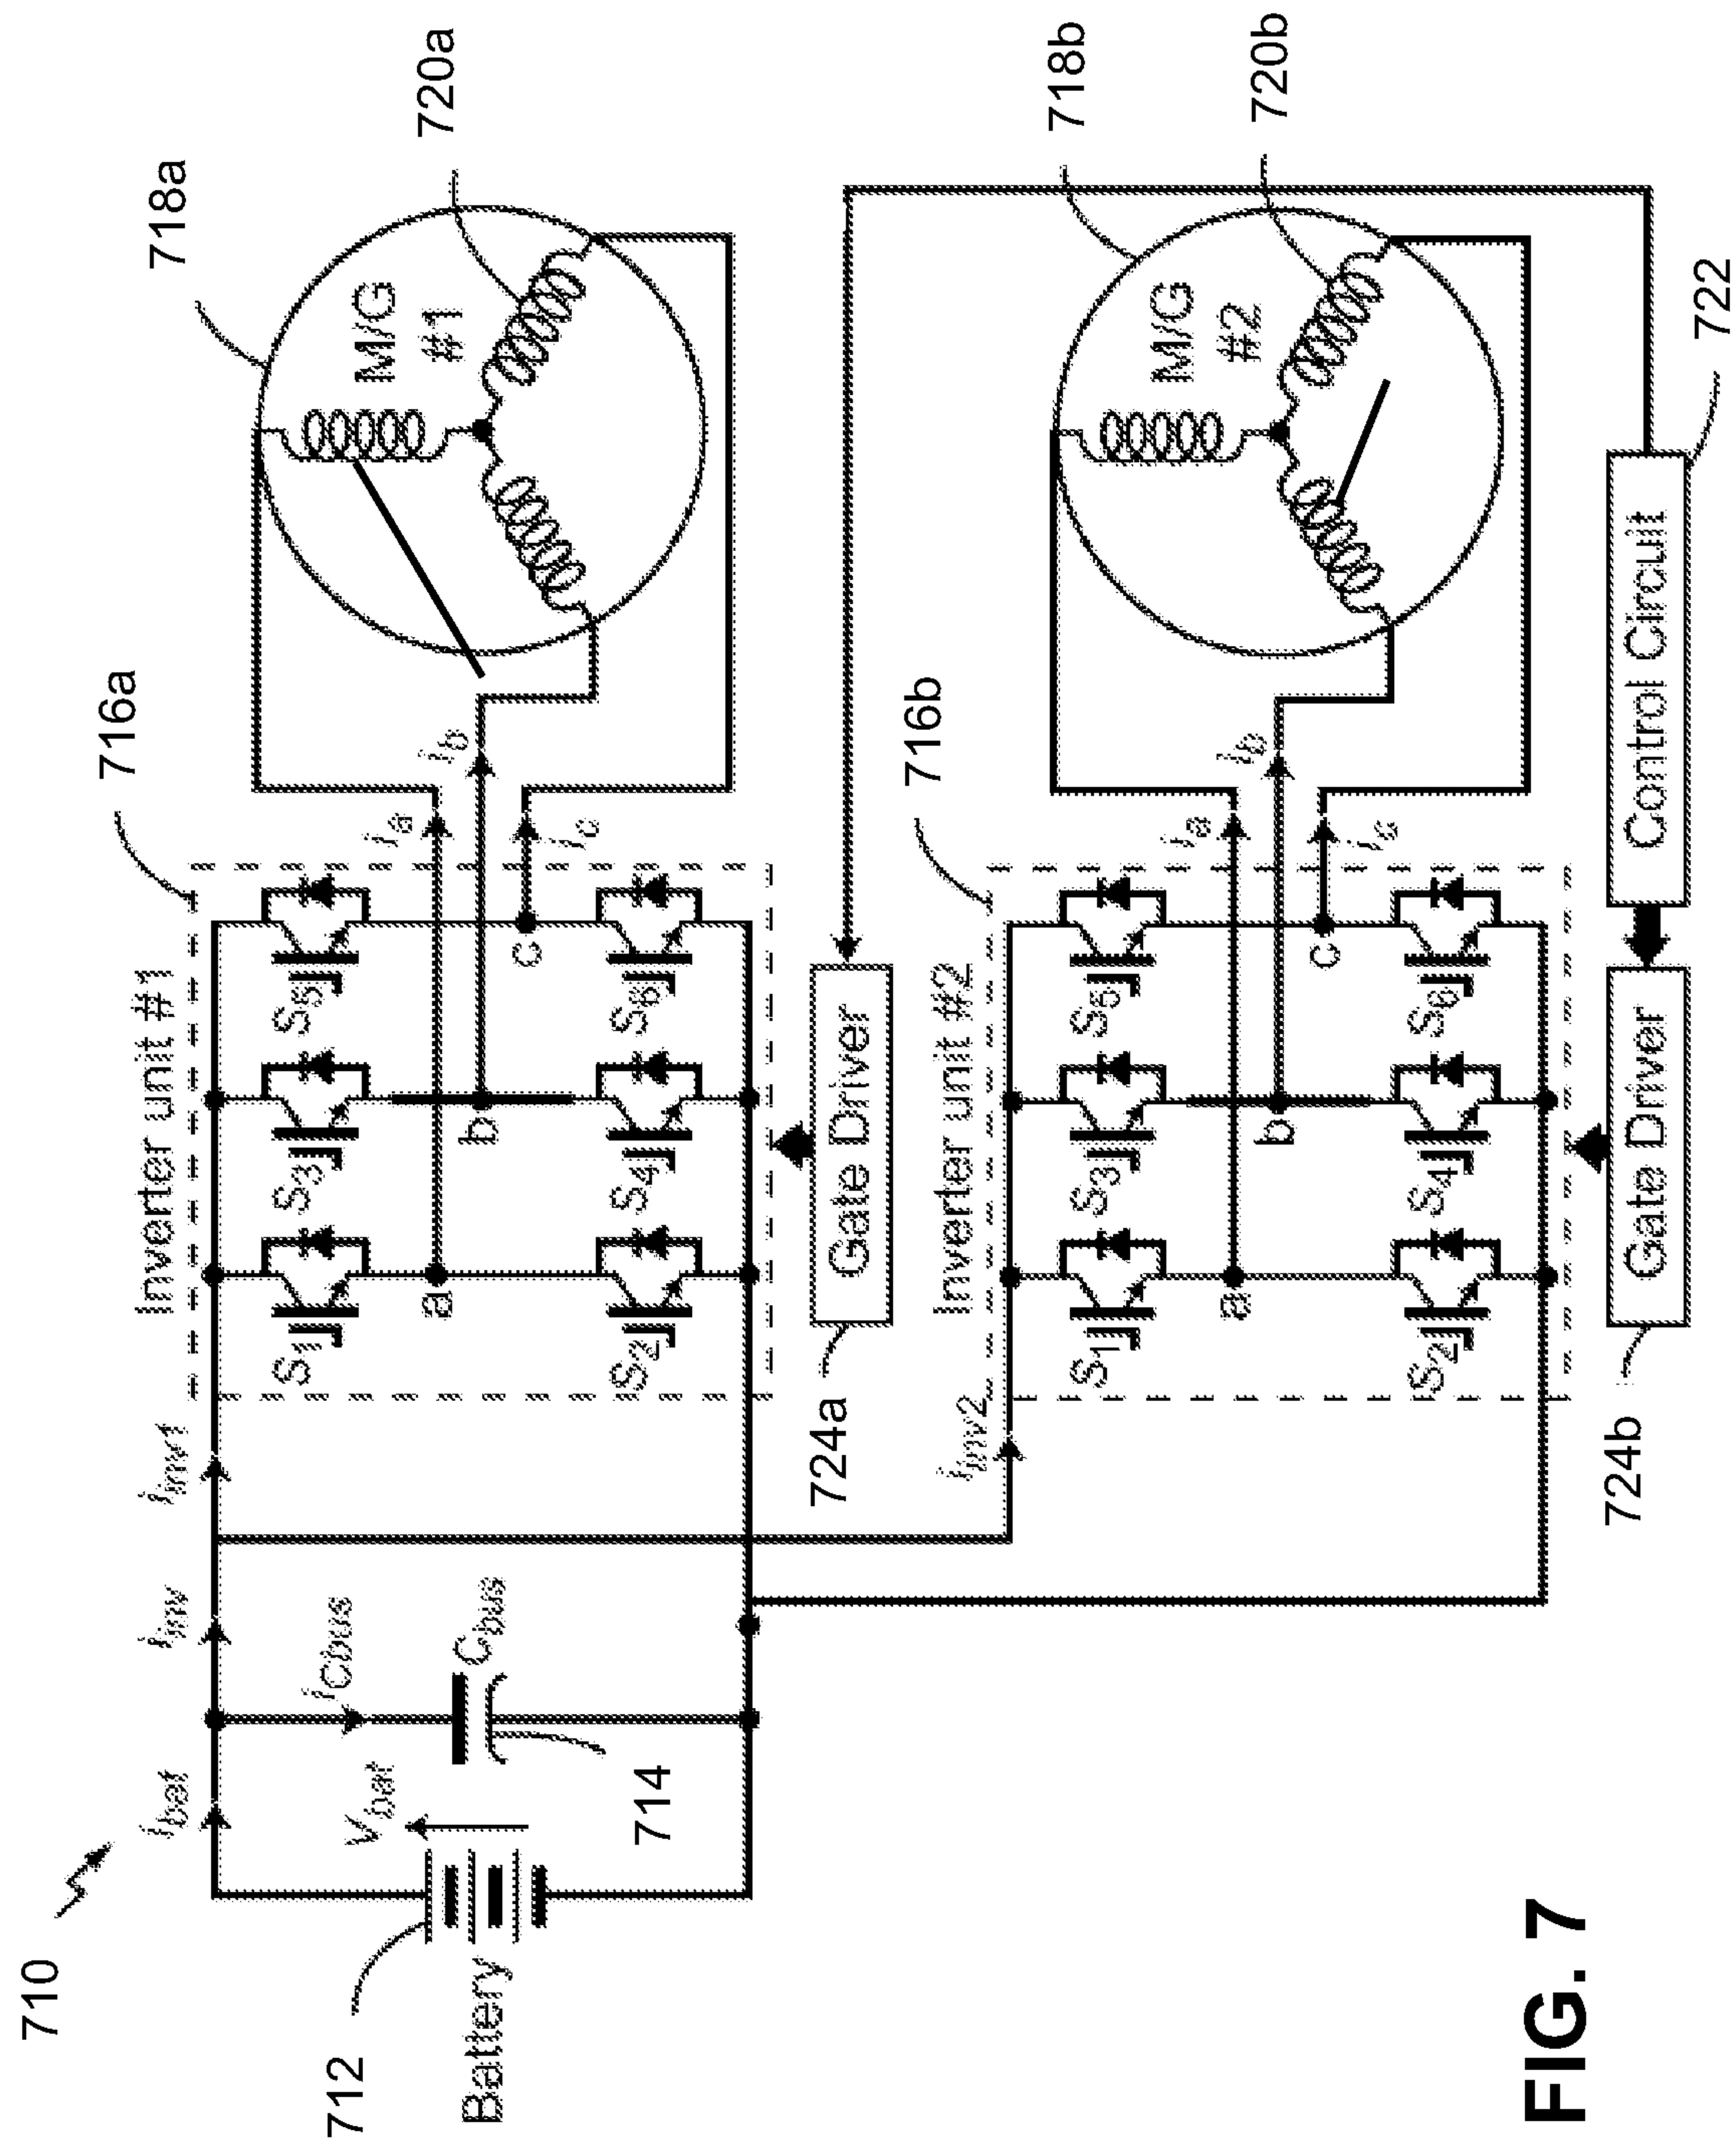 710
712
Battery
i_bat
V_bat
714
i_Cbus
C_bus
i_inv
i_inv1
Inverter unit #1
716a
S1
S3
S5
a
b
c
S2
S4
S6
i_a
i_b
i_c
718a
M/G
#1
720a
724a
Gate Driver
i_inv2
Inverter unit #2
716b
S1
S3
S5
a
b
c
S2
S4
S6
i_a
i_b
i_c
718b
M/G
#2
720b
724b
Gate Driver
Control Circuit
722
FIG. 7